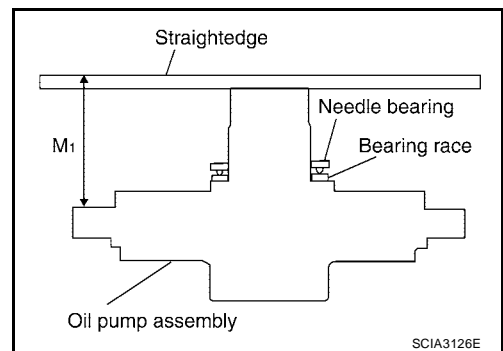 Straightedge
Needle bearing
M1
Bearing race
Oil pump assembly
SCIA3126E